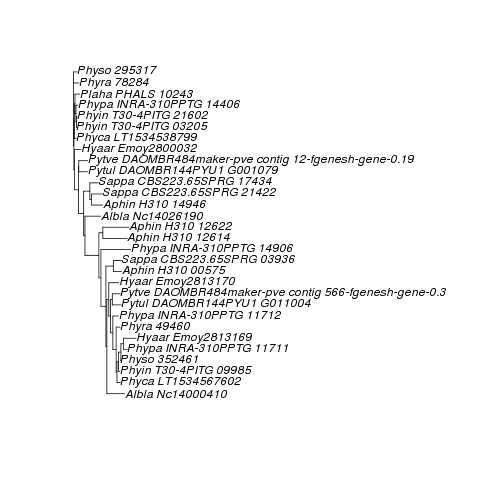 Physo 295317
Phyra 78284
Plaha PHALS 10243
Phypa INRA-310PPTG 14406
Phyin T30-4PITG 21602
Phyin T30-4PITG 03205
Phyca LT1534538799
Hyaar Emoy2800032
Pytve DAOMBR484maker-pve contig 12-fgenesh-gene-0.19
Pytul DAOMBR144PYU1 G001079
Sappa CBS223.65SPRG 17434
Sappa CBS223.65SPRG 21422
Aphin H310 14946
Albla Nc14026190
Aphin H310 12622
Aphin H310 12614
Phypa INRA-310PPTG 14906
Sappa CBS223.65SPRG 03936
Aphin H310 00575
Hyaar Emoy2813170
Pytve DAOMBR484maker-pve contig 566-fgenesh-gene-0.3
Pytul DAOMBR144PYU1 G011004
Phypa INRA-310PPTG 11712
Phyra 49460
Hyaar Emoy2813169
Phypa INRA-310PPTG 11711
Physo 352461
Phyin T30-4PITG 09985
Phyca LT1534567602
Albla Nc14000410